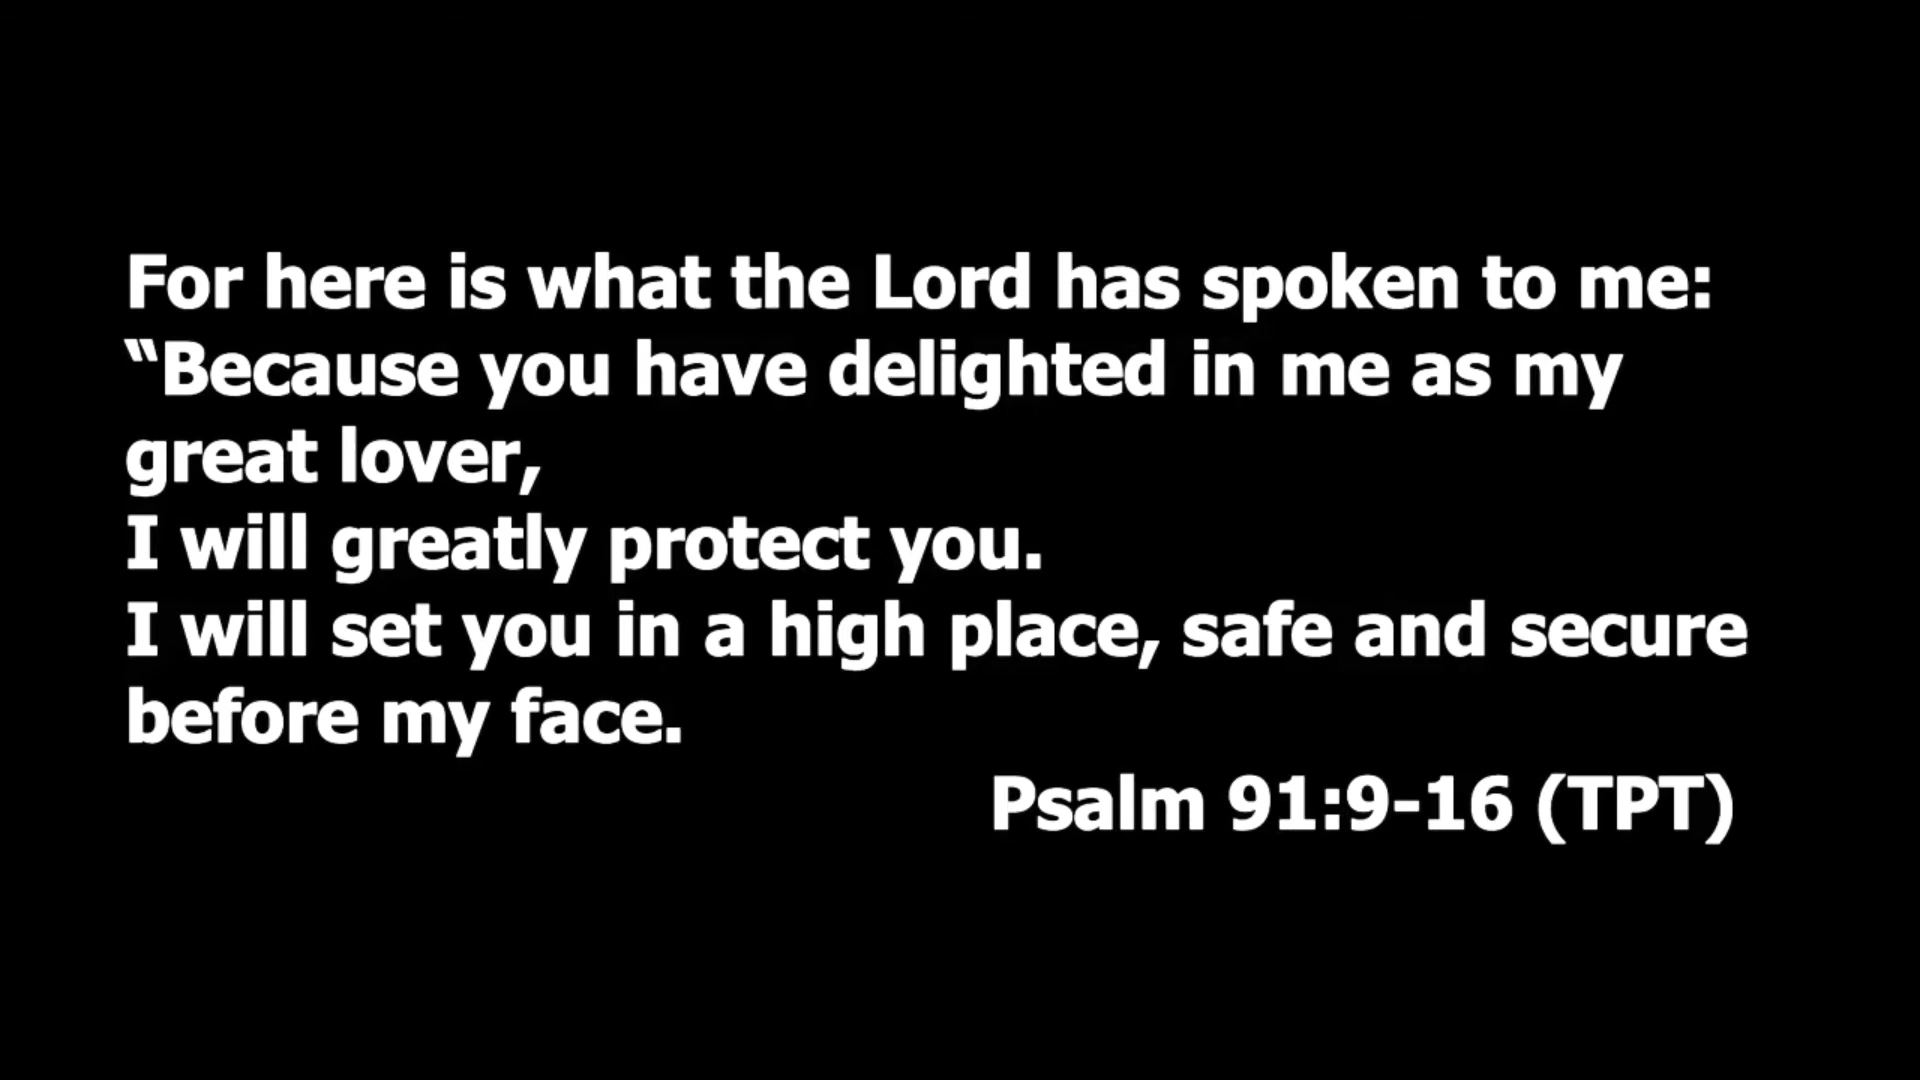 For here is what the Lord has spoken to me:
“Because you have delighted in me as my
great lover,
I will greatly protect you.
I will set you in a high place, safe and secure
before my face.
Psalm 91:9-16 (TPT)